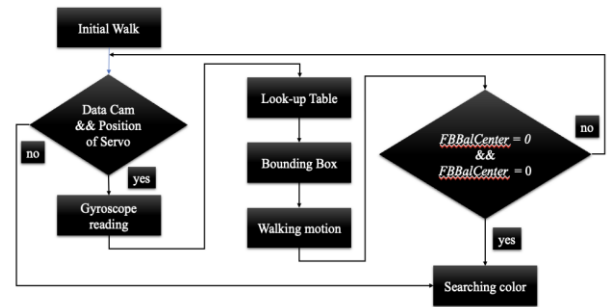 Initial Walk
Data Cam
&& Position
of Servo
no
yes
Gyroscope
reading
Look-up Table
Bounding Box
Walking motion
FBBalCenter = 0
&&
FBBalCenter = 0
no
yes
Searching color